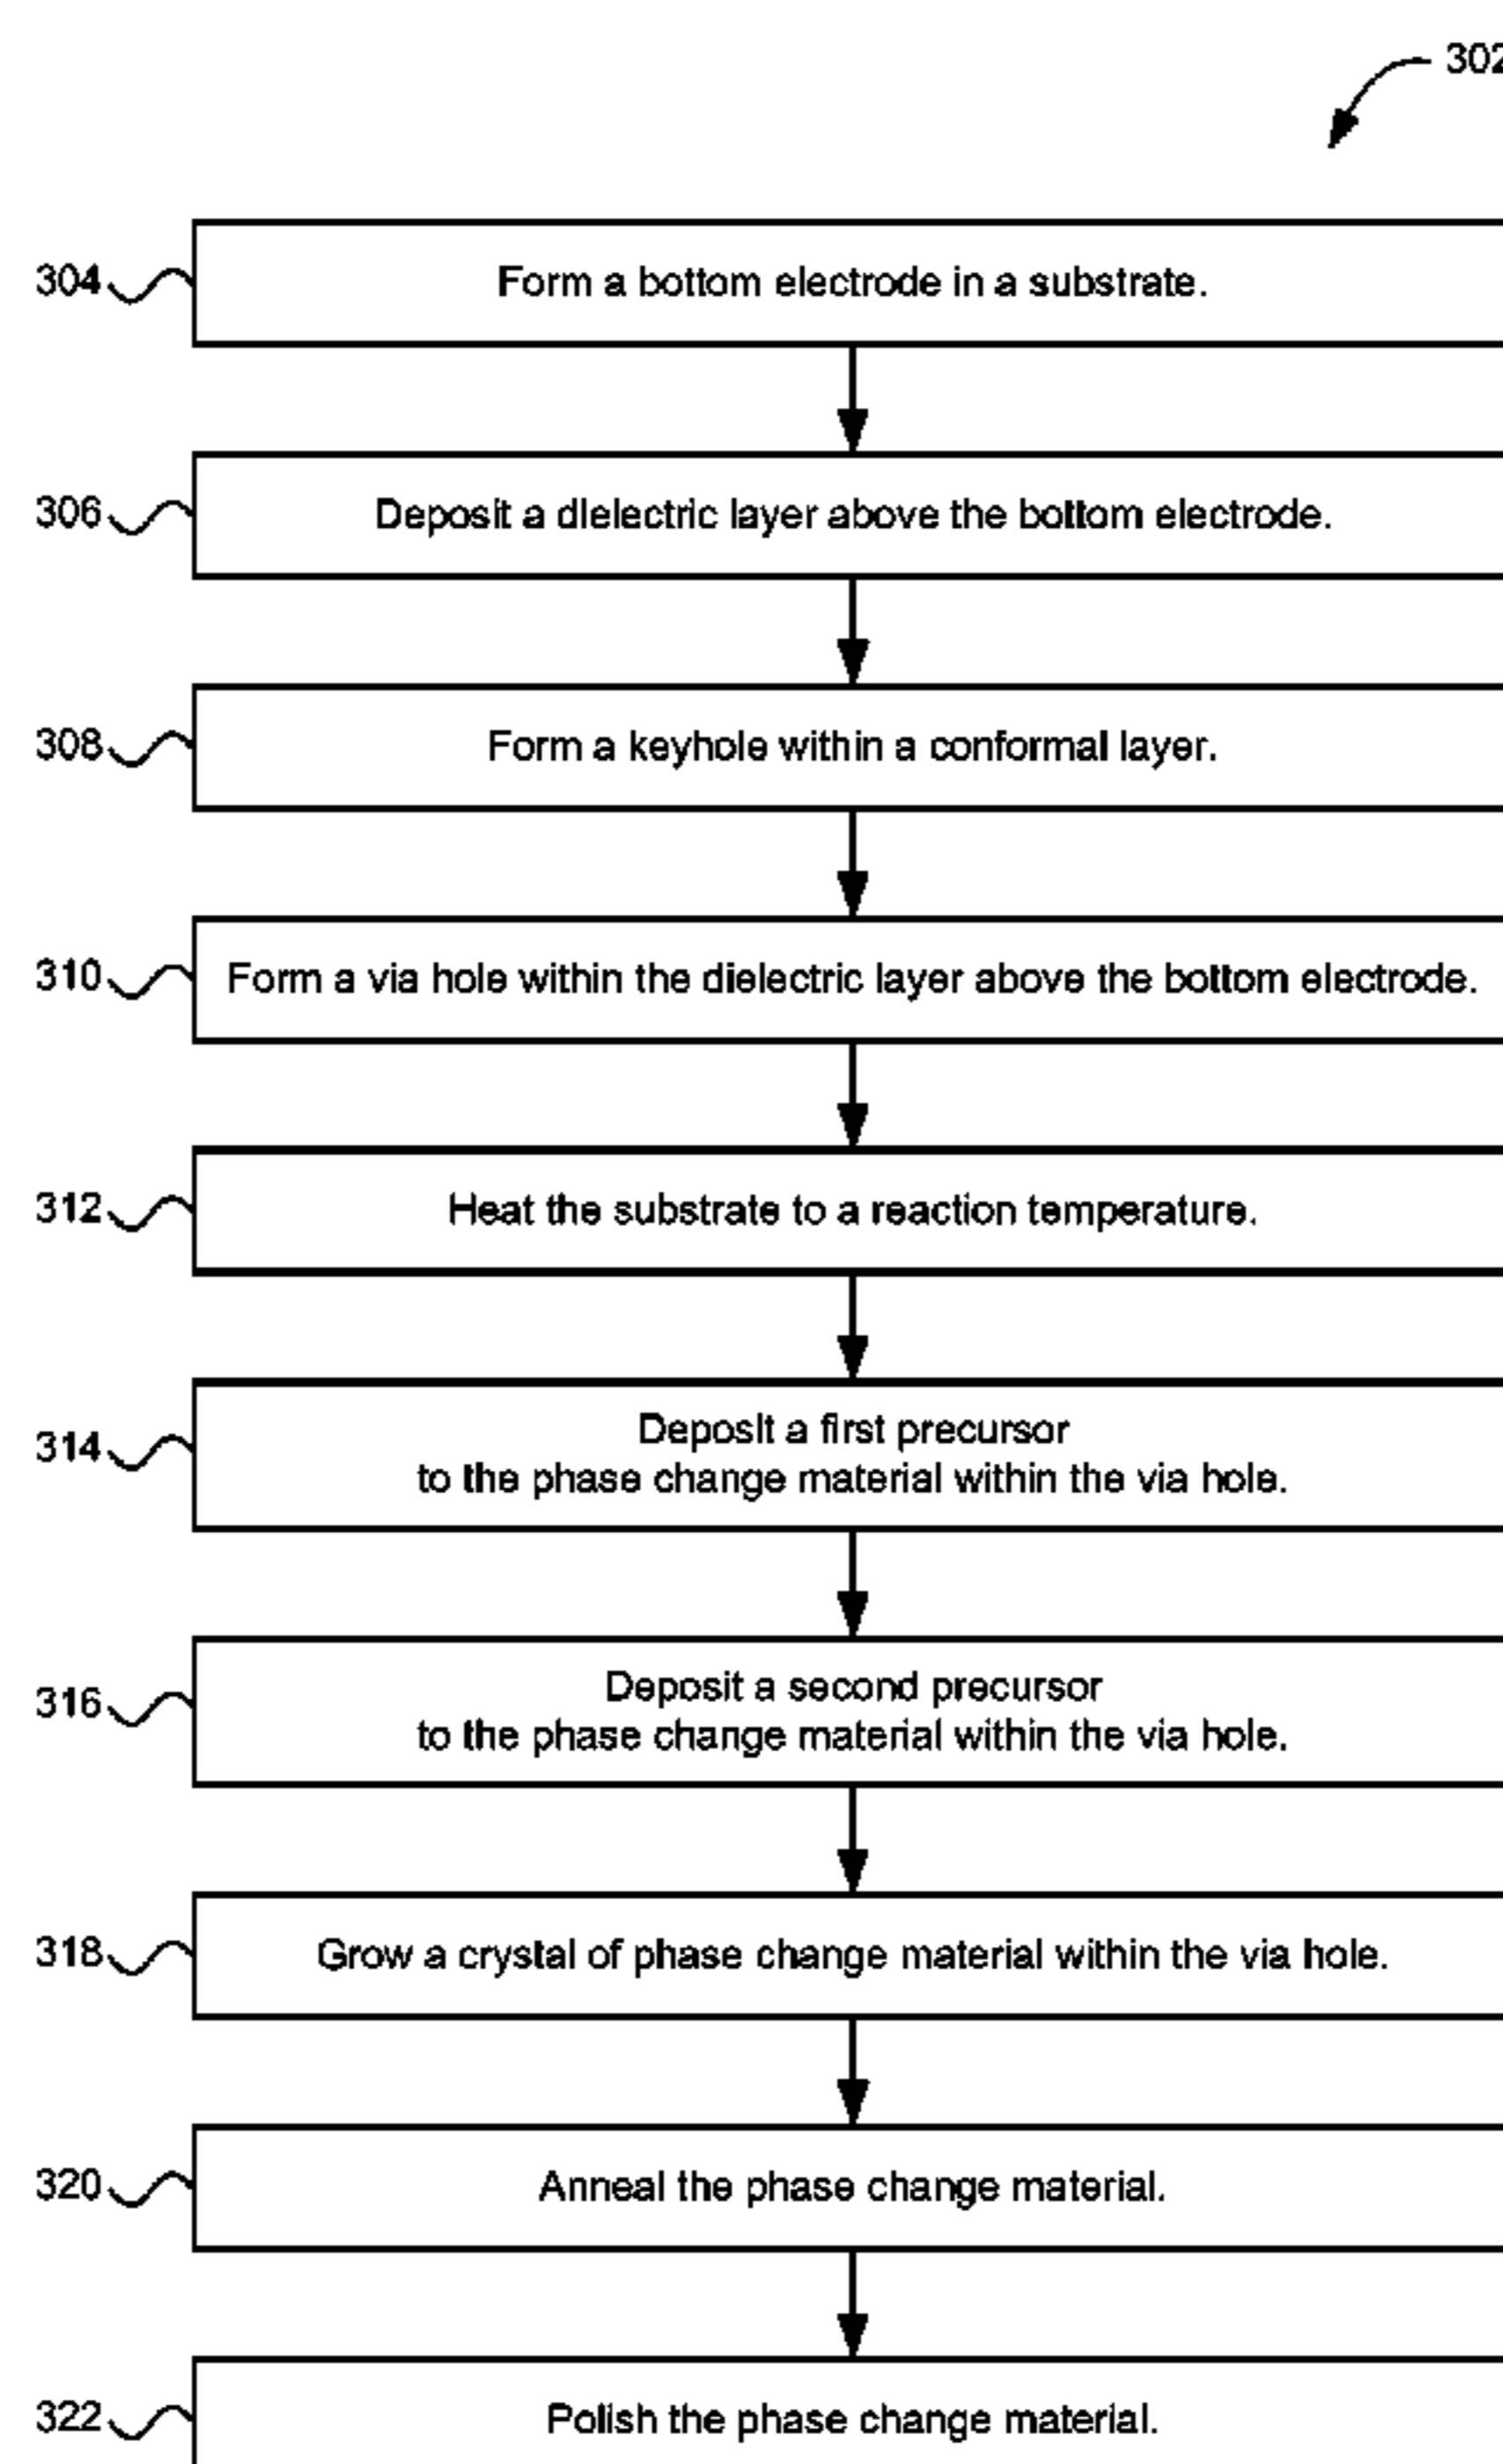 302
304 Form a bottom electrode in a substrate.
306 Deposit a dielectric layer above the bottom electrode.
308 Form a keyhole within a conformal layer.
310 Form a via hole within the dielectric layer above the bottom electrode.
312 Heat the substrate to a reaction temperature.
314 Deposit a first precursor
to the phase change material within the via hole.
316 Deposit a second precursor
to the phase change material within the via hole.
318 Grow a crystal of phase change material within the via hole.
320 Anneal the phase change material.
322 Polish the phase change material.